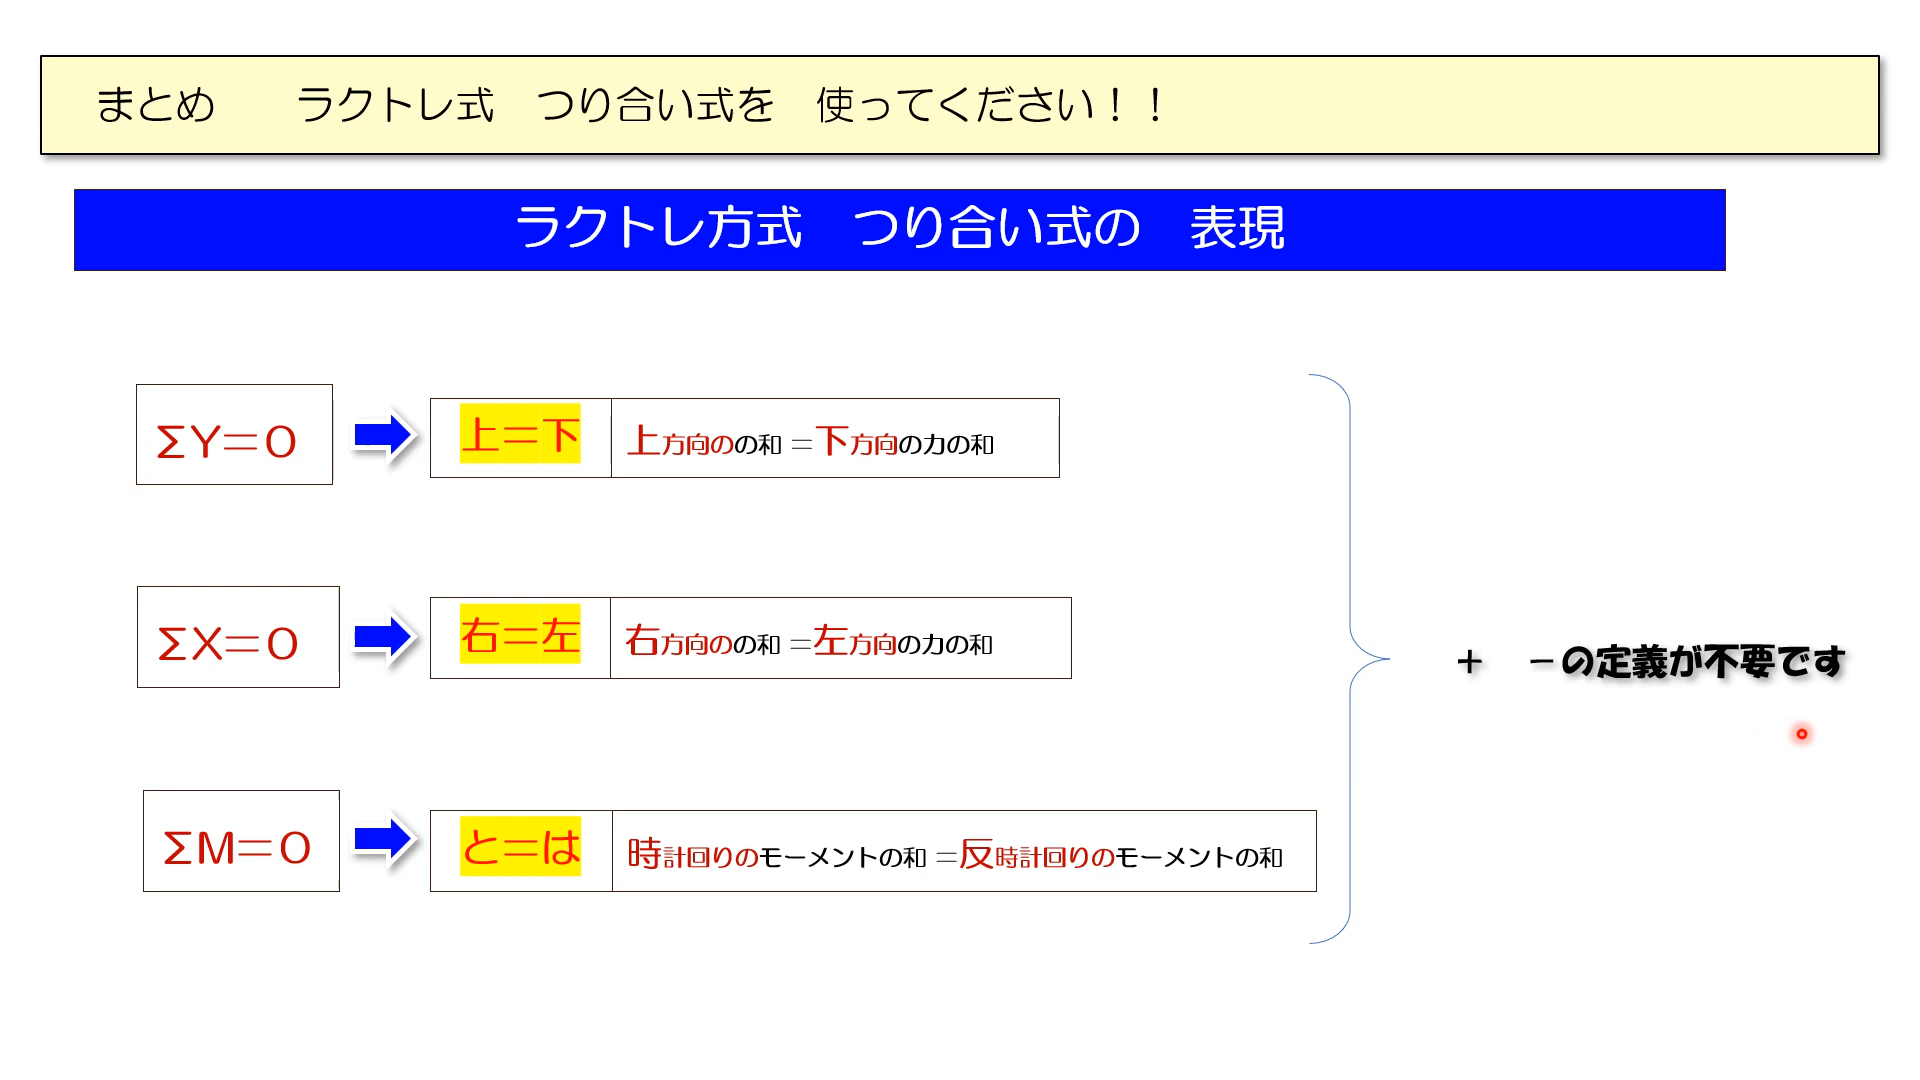 まとめ　　ラクトレ式　つり合い式を　使ってください！！
ラクトレ方式　つり合い式の　表現
ΣY＝０
上＝下
上方向のの和 ＝下方向の力の和
ΣX＝０
右＝左
右方向のの和 ＝左方向の力の和
＋　－の定義が不要です
ΣM＝０
と＝は
時計回りのモーメントの和 ＝反時計回りのモーメントの和